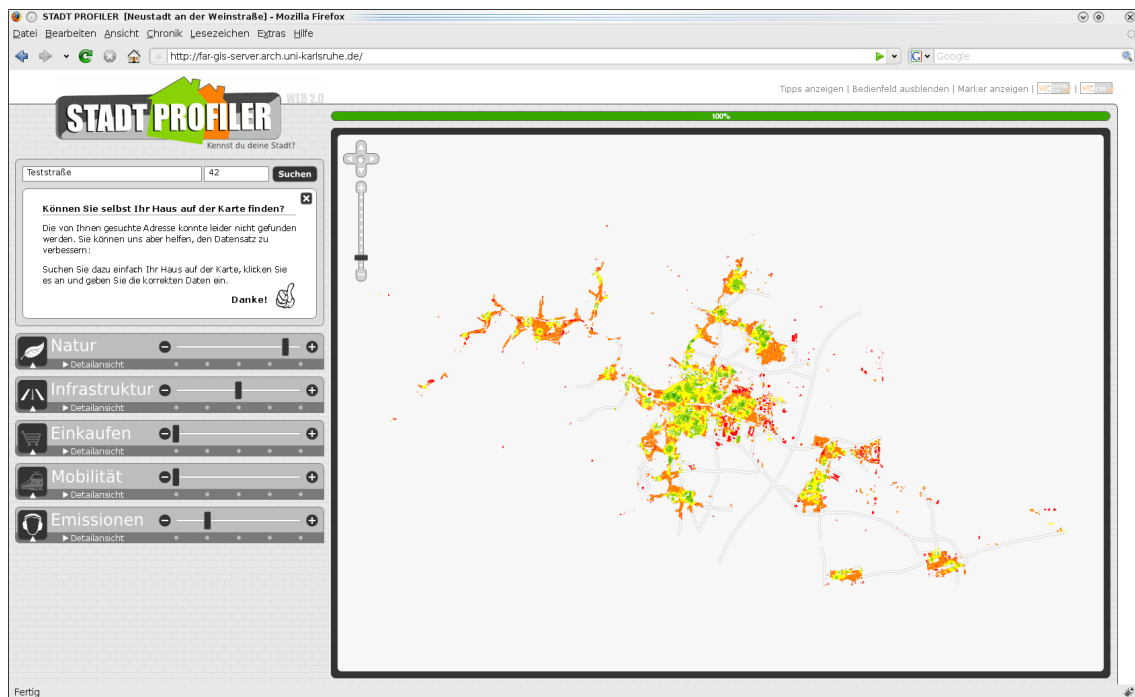 STADT PROFILER [Neustadt an der Weinstraße] - Mozilla Firefox
Datei Bearbeiten Ansicht Chronik Lesezeichen Extras Hilfe
http://far-gis-server.arch.uni-karlsruhe.de/
Google
Tipps anzeigen | Bedienfeld ausblenden | Marker anzeigen |
WEB 2.0
STADT PROFILER
Kennst du deine Stadt?
100%
Teststraße 42 Suchen
Können Sie selbst Ihr Haus auf der Karte finden?
Die von Ihnen gesuchte Adresse konnte leider nicht gefunden
werden. Sie können uns aber helfen, den Datensatz zu
verbessern:
Suchen Sie dazu einfach Ihr Haus auf der Karte, klicken Sie
es an und geben Sie die korrekten Daten ein.
Danke!
Natur
Detailansicht
Infrastruktur
Detailansicht
Einkaufen
Detailansicht
Mobilität
Detailansicht
Emissionen
Detailansicht
Fertig